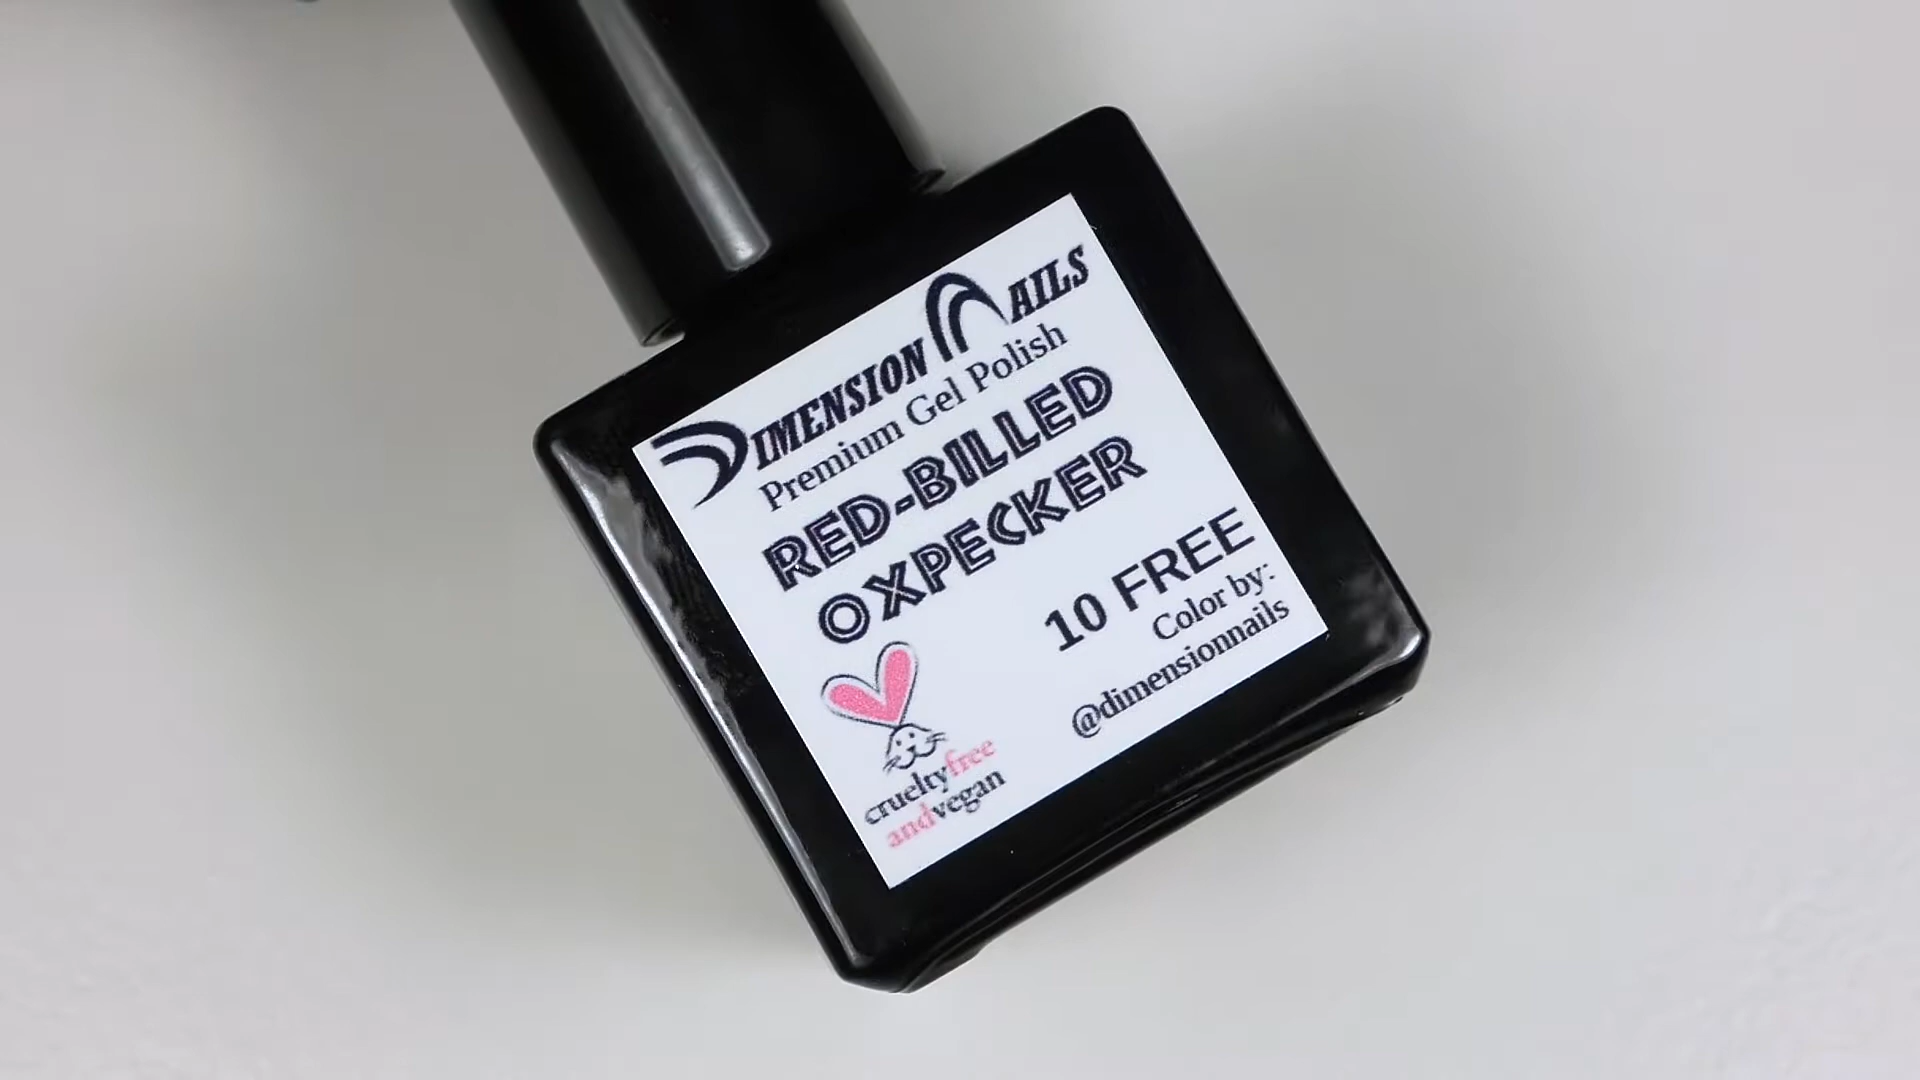 DIMENSION NAILS
Premium Gel Polish
RED-BILLED
OXPECKER
10 FREE
Color by:
@dimensionnails
crueltyfree
andvegan